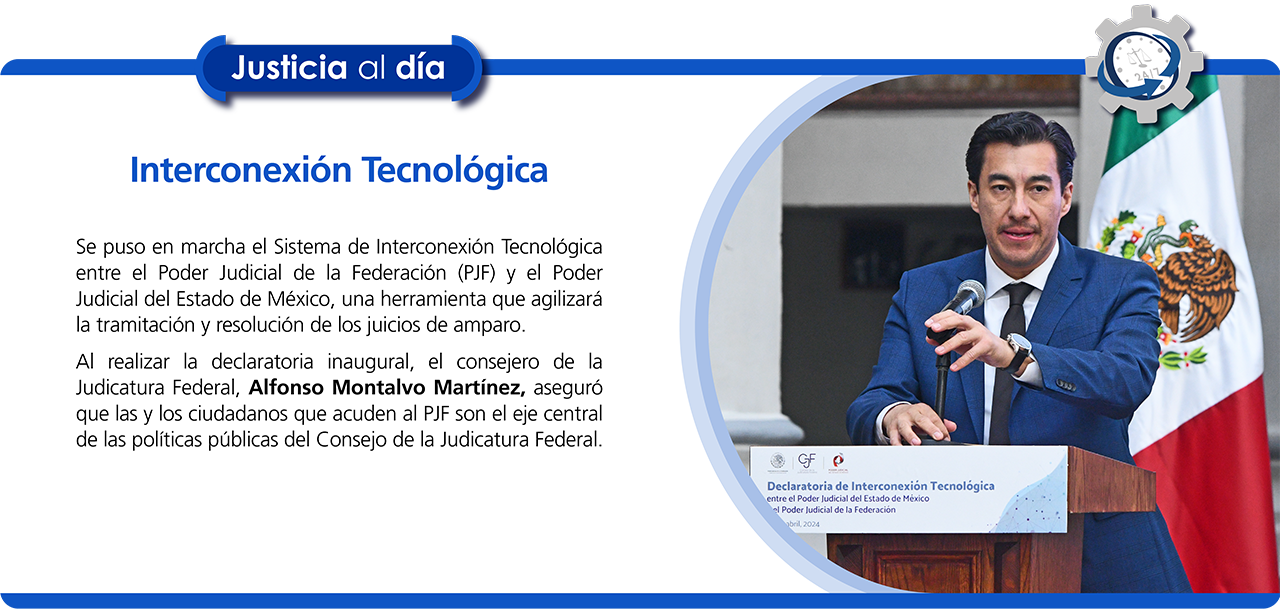 Justicia al día
24/7
Interconexión Tecnológica
Se puso en marcha el Sistema de Interconexión Tecnológica
entre el Poder Judicial de la Federación (PJF) y el Poder
Judicial del Estado de México, una herramienta que agilizará
la tramitación y resolución de los juicios de amparo.
Al realizar la declaratoria inaugural, el consejero de la
Judicatura Federal, Alfonso Montalvo Martínez, aseguró
que las y los ciudadanos que acuden al PJF son el eje central
de las políticas públicas del Consejo de la Judicatura Federal.
CJF
Declaratoria de Interconexión Tecnológica
entre el Poder Judicial del Estado de México
el Poder Judicial de la Federación
abril, 2024